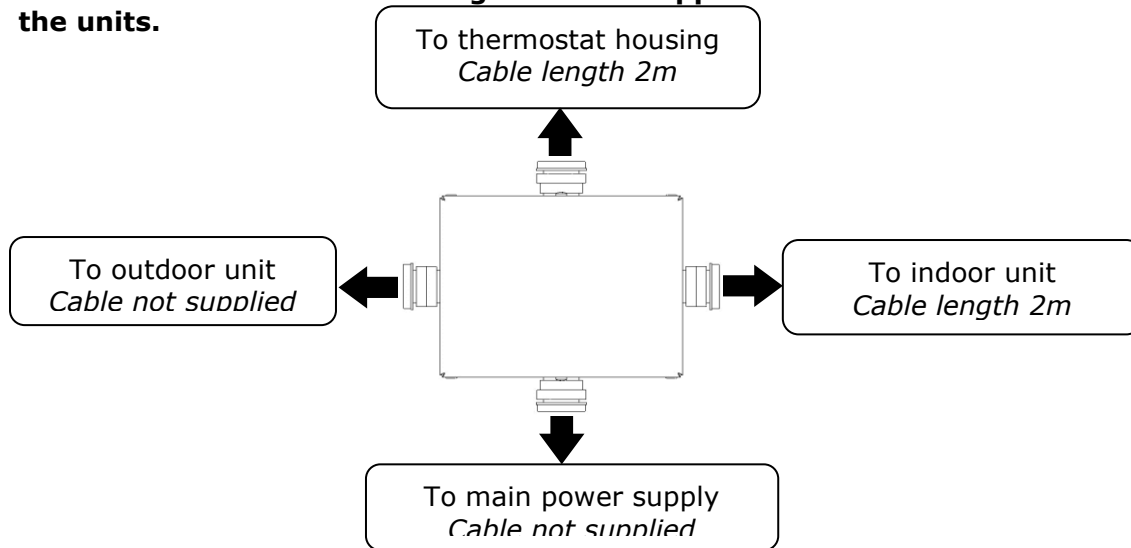 the units.
To thermostat housing
Cable length 2m
To outdoor unit
Cable not supplied
To indoor unit
Cable length 2m
To main power supply
Cable not supplied